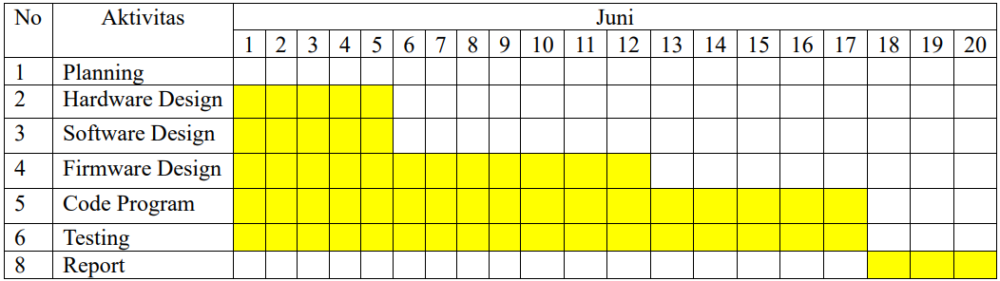 No Aktivitas Juni
1 2 3 4 5 6 7 8 9 10 11 12 13 14 15 16 17 18 19 20
1 Planning
2 Hardware Design
3 Software Design
4 Firmware Design
5 Code Program
6 Testing
8 Report